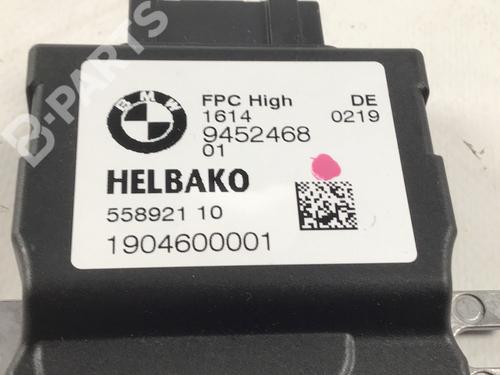 B-PARTS
BMW
FPC High DE
1614 0219
9452468
01
HELBAKO
558921 10
1904600001